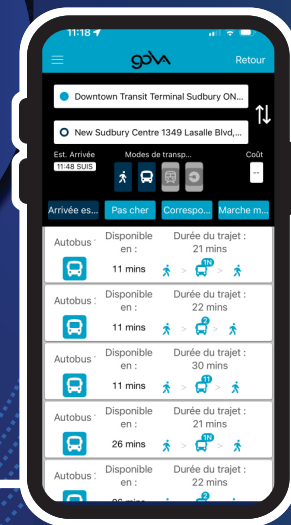 11:18
gova
Retour
Downtown Transit Terminal Sudbury ON...
New Sudbury Centre 1349 Lasalle Blvd,...
Est. Arrivée Modes de transp... Coût
11:48 SUIS
--
Arrivée es... Pas cher Correspo... Marche m...
Autobus Disponible en : Durée du trajet :
21 mins
11 mins > 1N >
Autobus : Disponible en : Durée du trajet :
22 mins
11 mins > 2 >
Autobus Disponible en : Durée du trajet :
30 mins
11 mins > 11 >
Autobus : Disponible en : Durée du trajet :
21 mins
26 mins > 1N >
Autobus Disponible en : Durée du trajet :
22 mins
26 mins 2